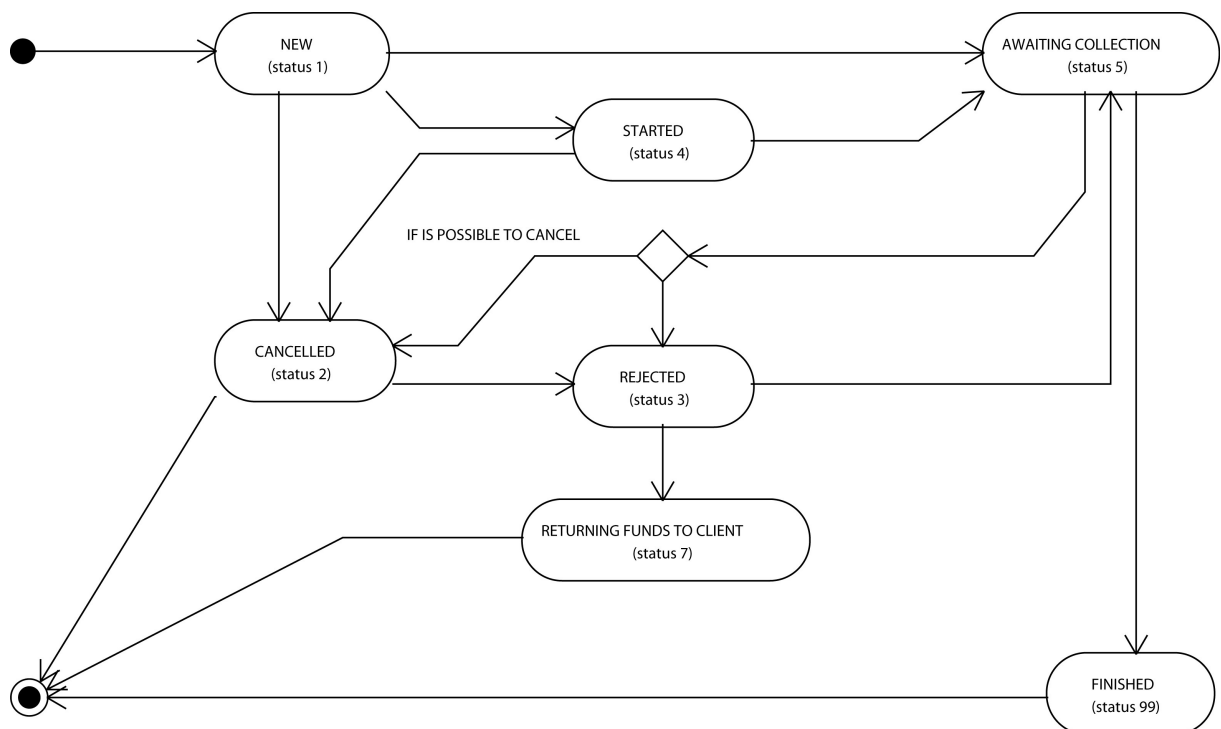 NEW
(status 1)
AWAITING COLLECTION
(status 5)
STARTED
(status 4)
IF IS POSSIBLE TO CANCEL
CANCELLED
(status 2)
REJECTED
(status 3)
RETURNING FUNDS TO CLIENT
(status 7)
FINISHED
(status 99)